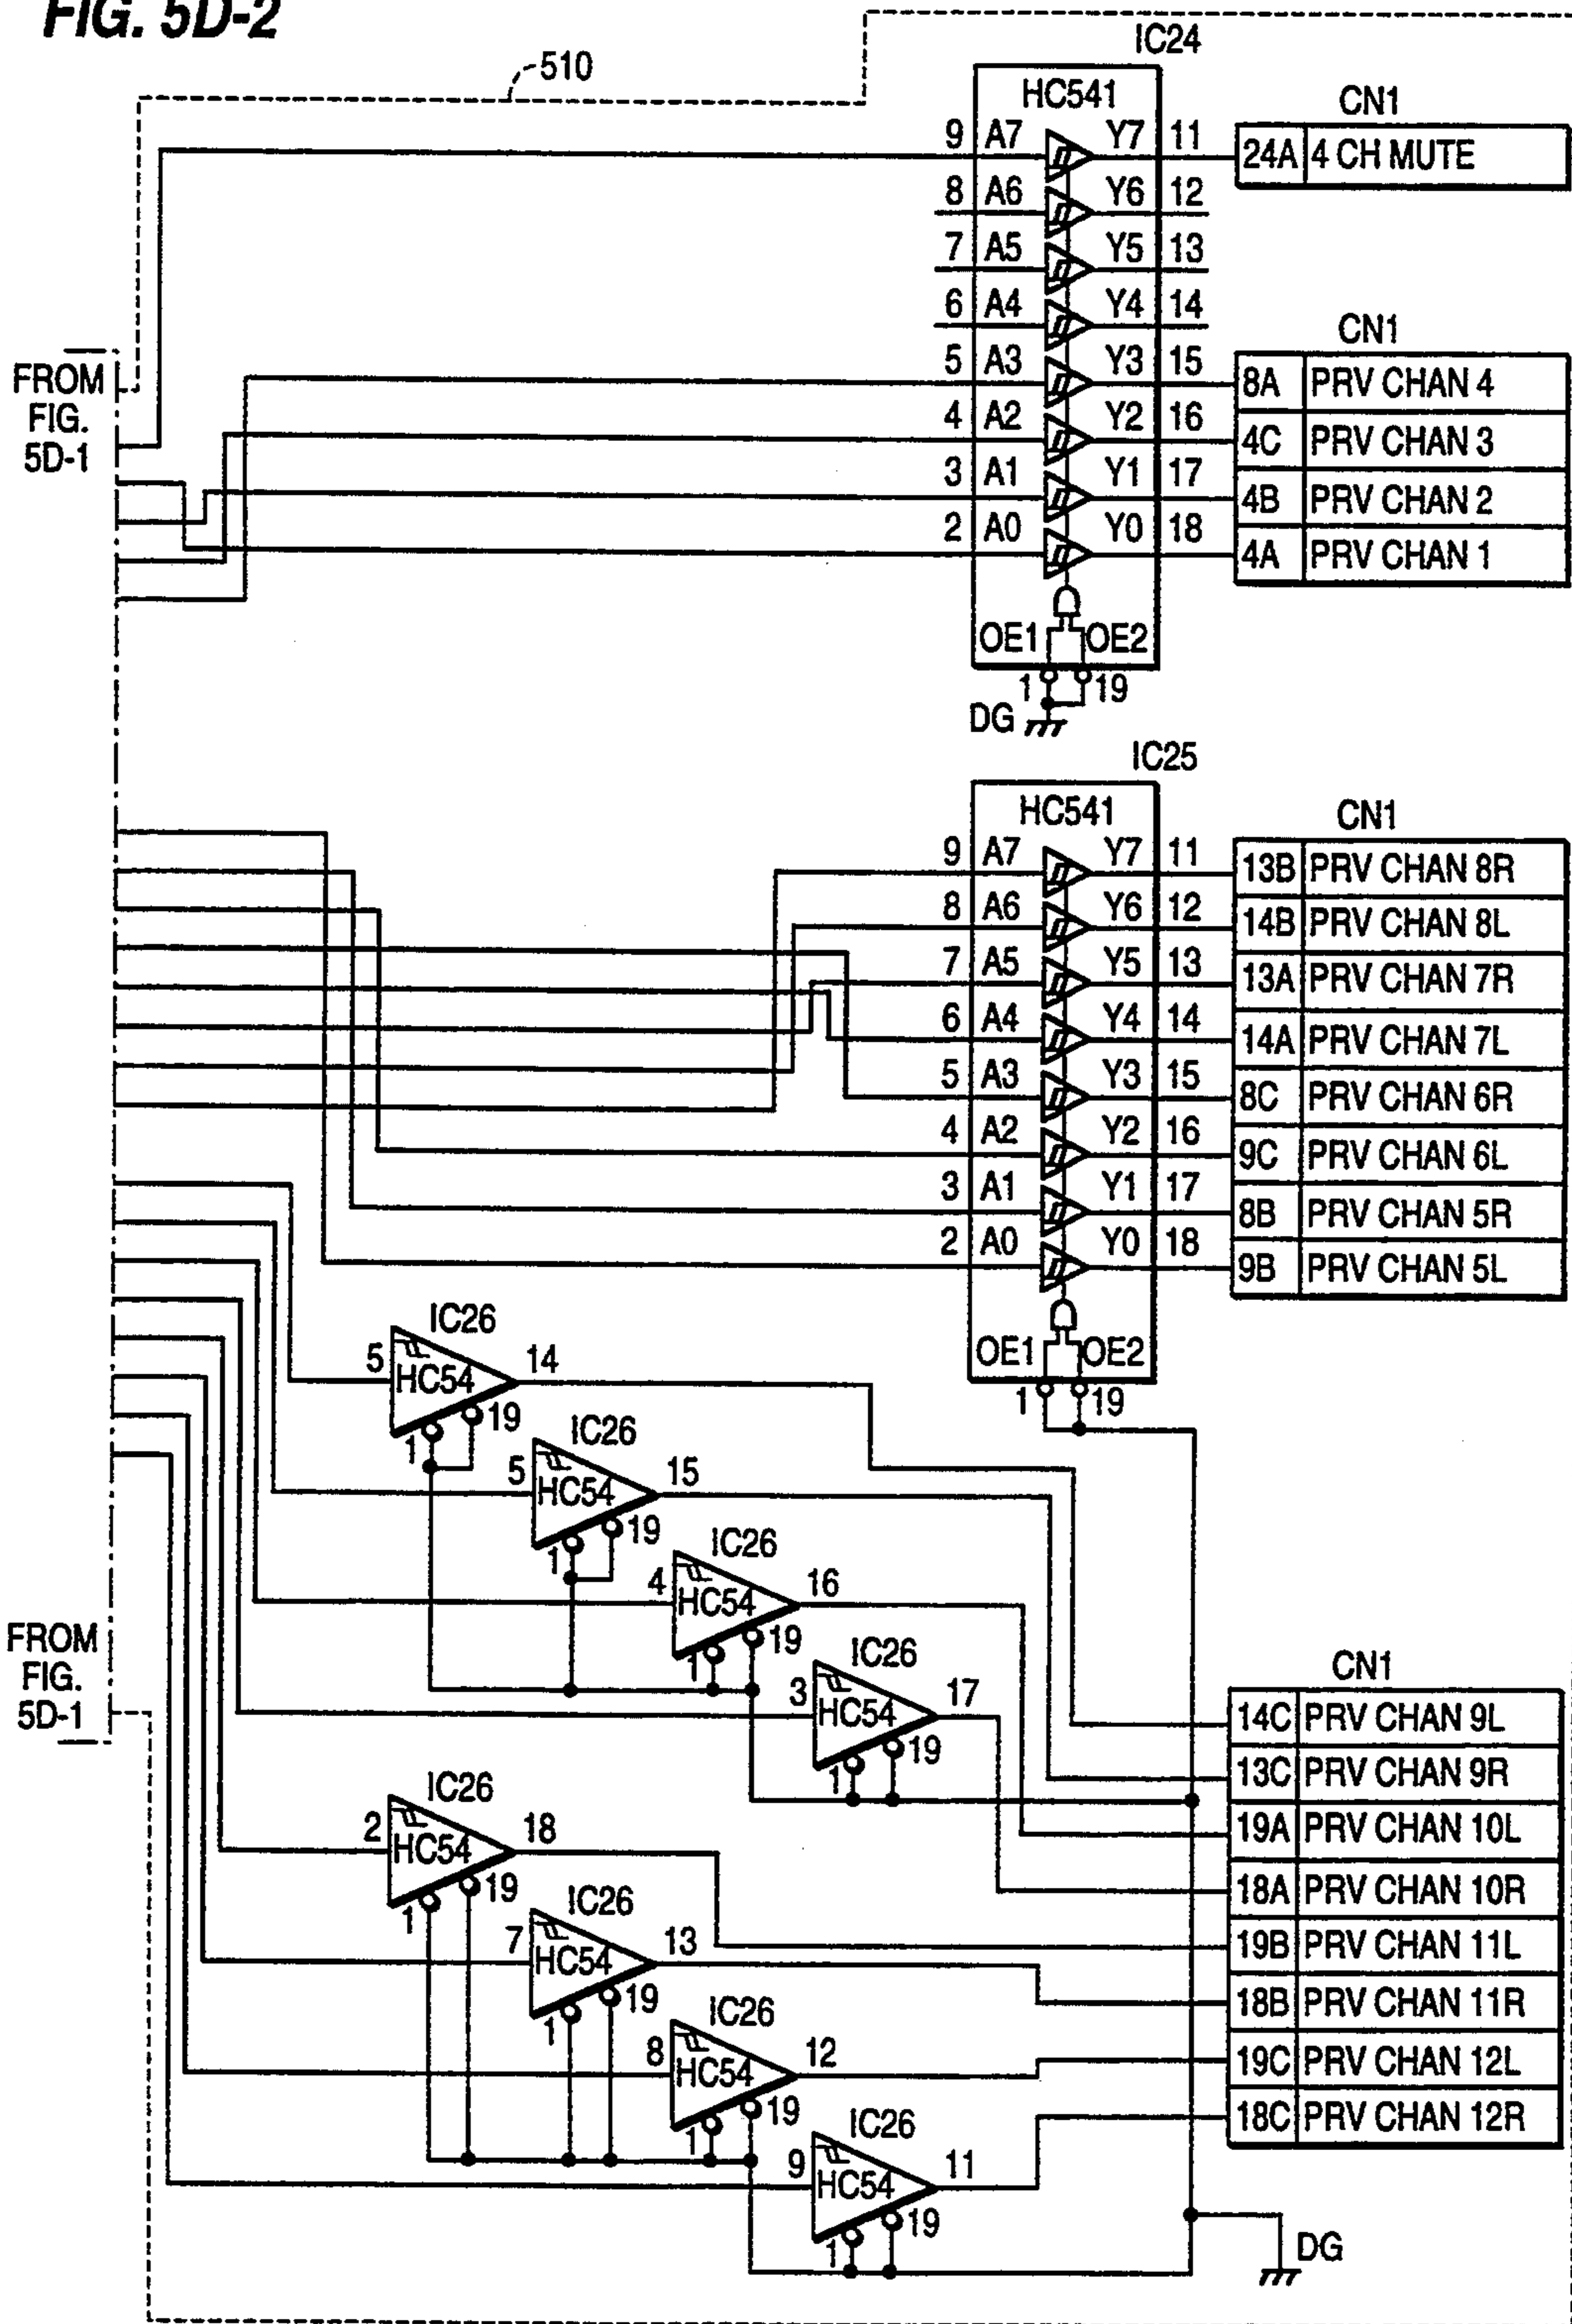 FIG. 5D-2
510
IC24
HC541
CN1
9 A7 Y7 11
24A 4 CH MUTE
8 A6 Y6 12
7 A5 Y5 13
6 A4 Y4 14
CN1
5 A3 Y3 15
8A PRV CHAN 4
4 A2 Y2 16
4C PRV CHAN 3
3 A1 Y1 17
4B PRV CHAN 2
2 A0 Y0 18
4A PRV CHAN 1
OE1 OE2
1 19
DG
FROM
FIG.
5D-1
IC25
HC541
CN1
9 A7 Y7 11
13B PRV CHAN 8R
8 A6 Y6 12
14B PRV CHAN 8L
7 A5 Y5 13
13A PRV CHAN 7R
6 A4 Y4 14
14A PRV CHAN 7L
5 A3 Y3 15
8C PRV CHAN 6R
4 A2 Y2 16
9C PRV CHAN 6L
3 A1 Y1 17
8B PRV CHAN 5R
2 A0 Y0 18
9B PRV CHAN 5L
OE1 OE2
1 19
IC26
5 HC54 14
1 19
IC26
5 HC54 15
1 19
IC26
4 HC54 16
1 19
IC26
3 HC54 17
1 19
FROM
FIG.
5D-1
CN1
14C PRV CHAN 9L
13C PRV CHAN 9R
19A PRV CHAN 10L
18A PRV CHAN 10R
19B PRV CHAN 11L
18B PRV CHAN 11R
19C PRV CHAN 12L
18C PRV CHAN 12R
IC26
2 HC54 18
1 19
IC26
7 HC54 13
1 19
IC26
8 HC54 12
1 19
IC26
9 HC54 11
1 19
DG